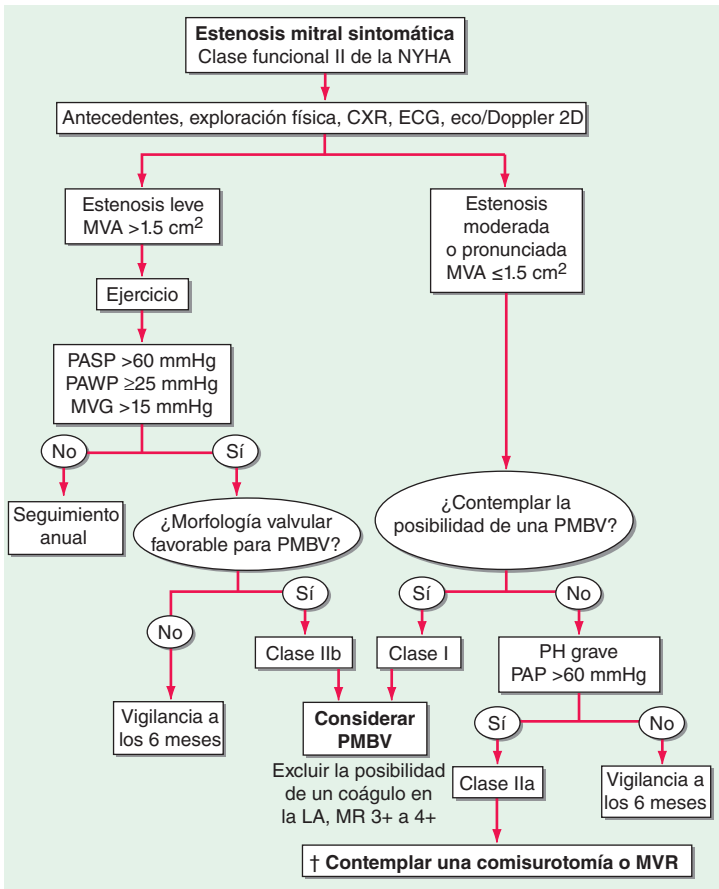 Estenosis mitral sintomática
Clase funcional II de la NYHA
Antecedentes, exploración física, CXR, ECG, eco/Doppler 2D
Estenosis leve
MVA >1.5 cm²
Estenosis
moderada
o pronunciada
MVA ≤1.5 cm²
Ejercicio
PASP >60 mmHg
PAWP ≥25 mmHg
MVG >15 mmHg
No
Sí
Seguimiento
anual
¿Morfología valvular
favorable para PMBV?
¿Contemplar la
posibilidad de una PMBV?
No
Sí
Sí
No
Clase IIb
Clase I
PH grave
PAP >60 mmHg
Vigilancia a
los 6 meses
Considerar
PMBV
Excluir la posibilidad
de un coágulo en
la LA, MR 3+ a 4+
Sí
No
Clase IIa
Vigilancia a
los 6 meses
† Contemplar una comisurotomía o MVR